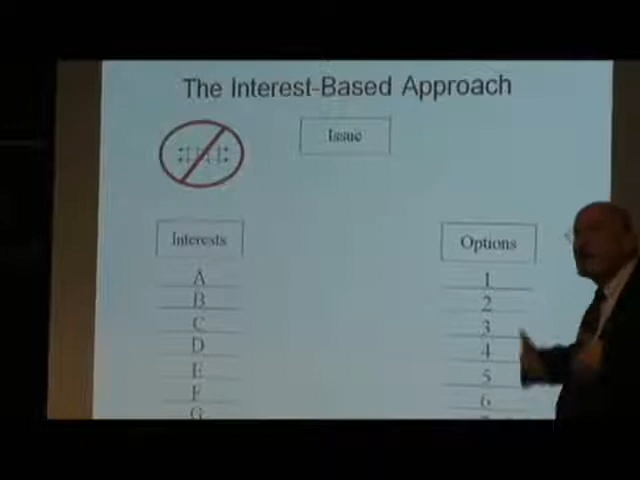 The Interest-Based Approach
Issue
Interests
Options
A
1
B
2
C
3
D
4
E
5
F
6
G